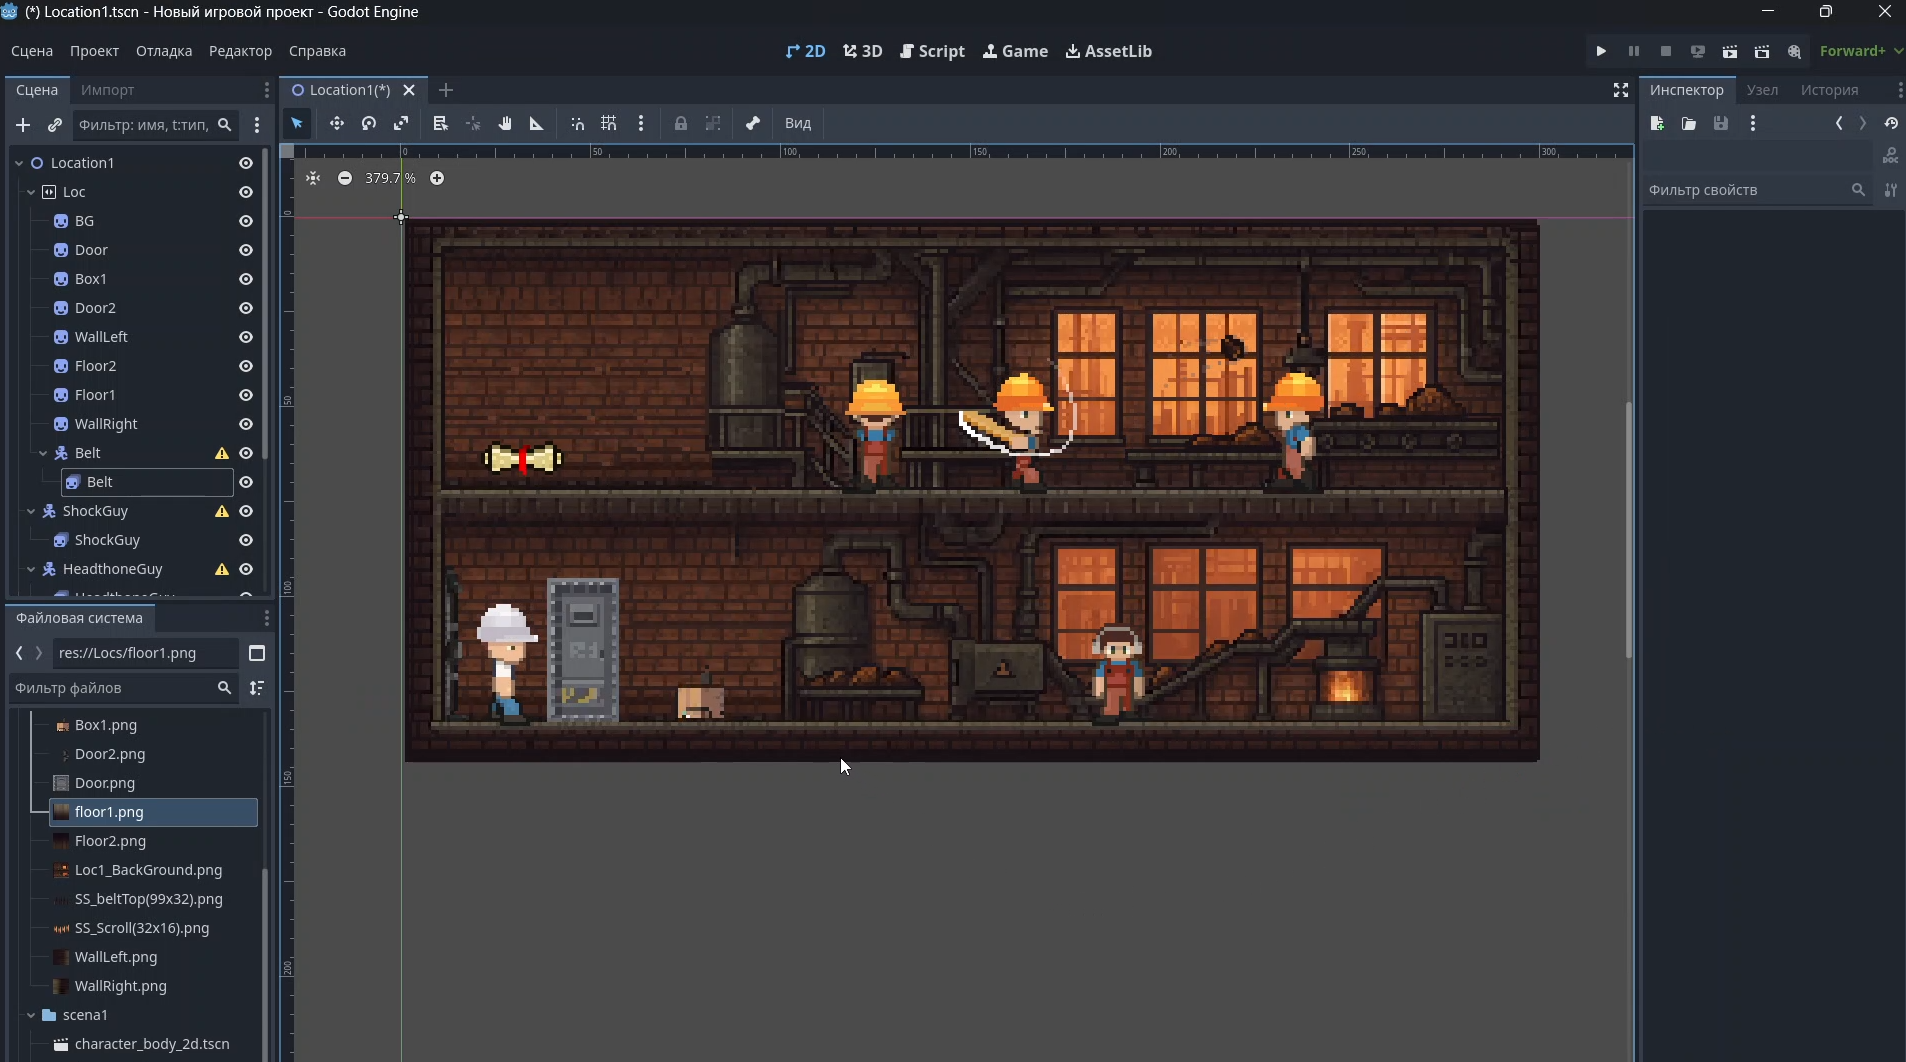 (*) Location1.tscn - Новый игровой проект - Godot Engine
Сцена Проект Отладка Редактор Справка
2D 3D Script Game AssetLib
Forward+
Сцена Импорт
Location1(*)
Инспектор Узел История
Фильтр: имя, t:тип,
Вид
Location1
Loc
BG
Door
Box1
Door2
WallLeft
Floor2
Floor1
WallRight
Belt
Belt
ShockGuy
ShockGuy
HeadthoneGuy
0 50 100 150 200 250 300
379.7 %
0
50
100
150
200
DOC
Фильтр свойств
Файловая система
res://Locs/floor1.png
Фильтр файлов
Box1.png
Door2.png
Door.png
floor1.png
Floor2.png
Loc1_BackGround.png
SS_beltTop(99x32).png
SS_Scroll(32x16).png
WallLeft.png
WallRight.png
scena1
character_body_2d.tscn